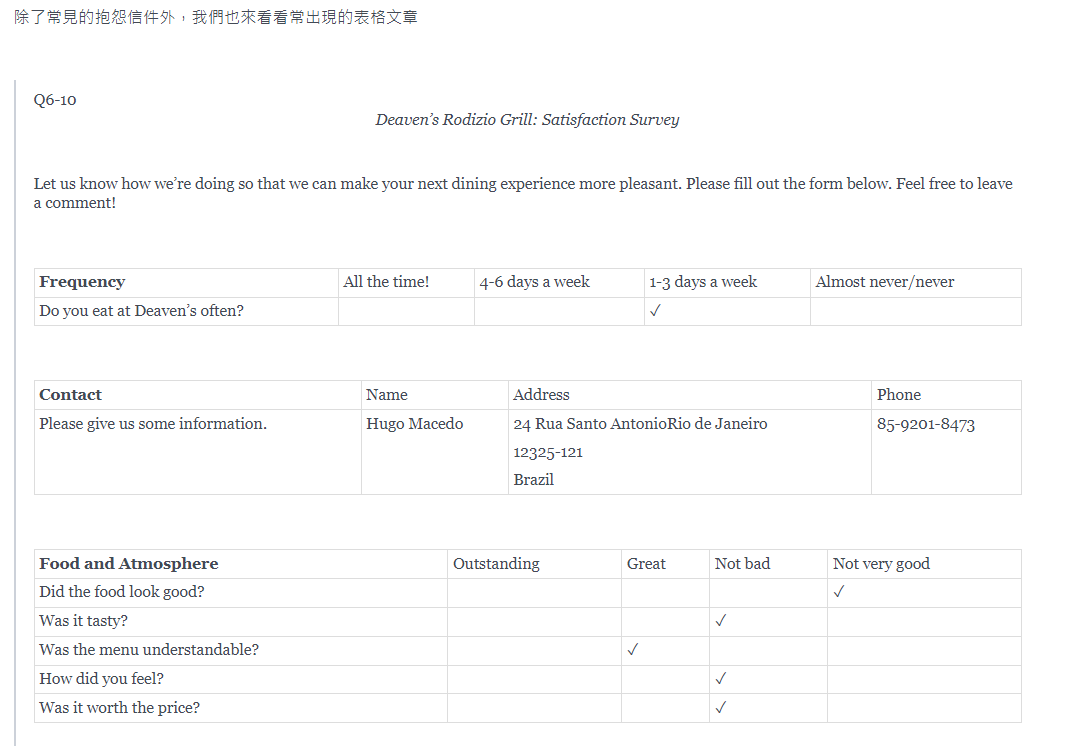 除了常見的抱怨信件外，我們也來看看常出現的表格文章
Q6-10
Deaven's Rodizio Grill: Satisfaction Survey
Let us know how we're doing so that we can make your next dining experience more pleasant. Please fill out the form below. Feel free to leave
a comment!
Frequency All the time! 4-6 days a week 1-3 days a week Almost never/never
Do you eat at Deaven's often? ✓
Contact Name Address Phone
Please give us some information. Hugo Macedo 24 Rua Santo AntonioRio de Janeiro 85-9201-8473
12325-121
Brazil
Food and Atmosphere Outstanding Great Not bad Not very good
Did the food look good? ✓
Was it tasty? ✓
Was the menu understandable? ✓
How did you feel? ✓
Was it worth the price? ✓